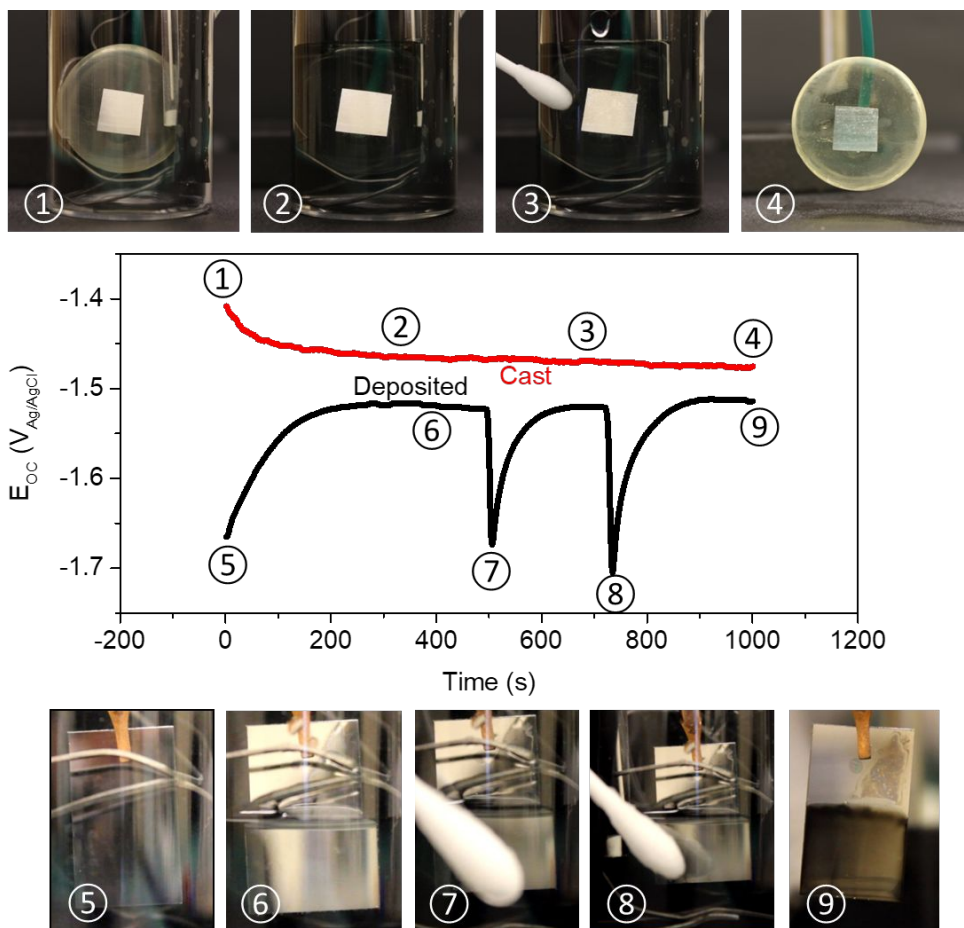 ① ② ③ ④
-1.4
-1.5
-1.6
-1.7
E_OC (V_Ag/AgCl)
①
②
③
④
Deposited
Cast
⑤
⑥
⑦
⑧
⑨
-200 0 200 400 600 800 1000 1200
Time (s)
⑤ ⑥ ⑦ ⑧ ⑨